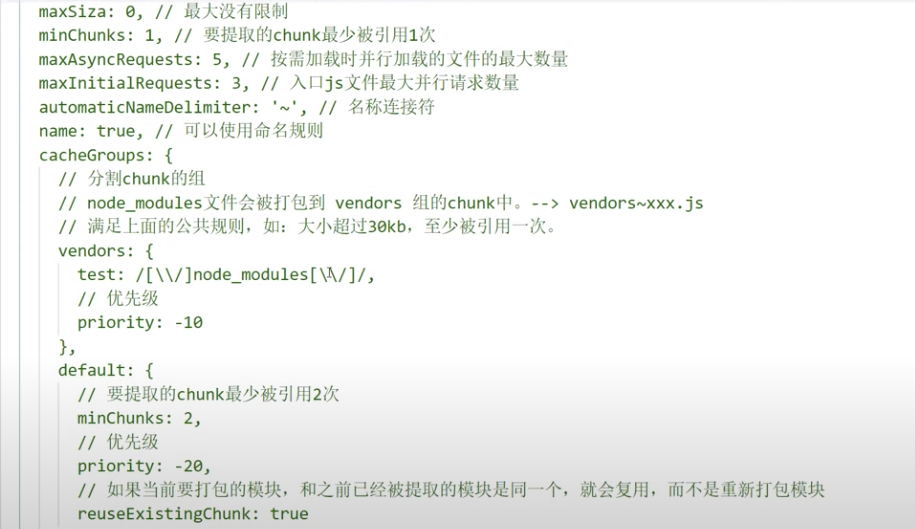 maxSiza: 0, // 最大没有限制
minChunks: 1, // 要提取的chunk最少被引用1次
maxAsyncRequests: 5, // 按需加载时并行加载的文件的最大数量
maxInitialRequests: 3, // 入口js文件最大并行请求数量
automaticNameDelimiter: '~', // 名称连接符
name: true, // 可以使用命名规则
cacheGroups: {
// 分割chunk的组
// node_modules文件会被打包到 vendors 组的chunk中。--> vendors~xxx.js
// 满足上面的公共规则，如：大小超过30kb，至少被引用一次。
vendors: {
test: /[\\/]node_modules[\\/]/,
// 优先级
priority: -10
},
default: {
// 要提取的chunk最少被引用2次
minChunks: 2,
// 优先级
priority: -20,
// 如果当前要打包的模块，和之前已经被提取的模块是同一个，就会复用，而不是重新打包模块
reuseExistingChunk: true